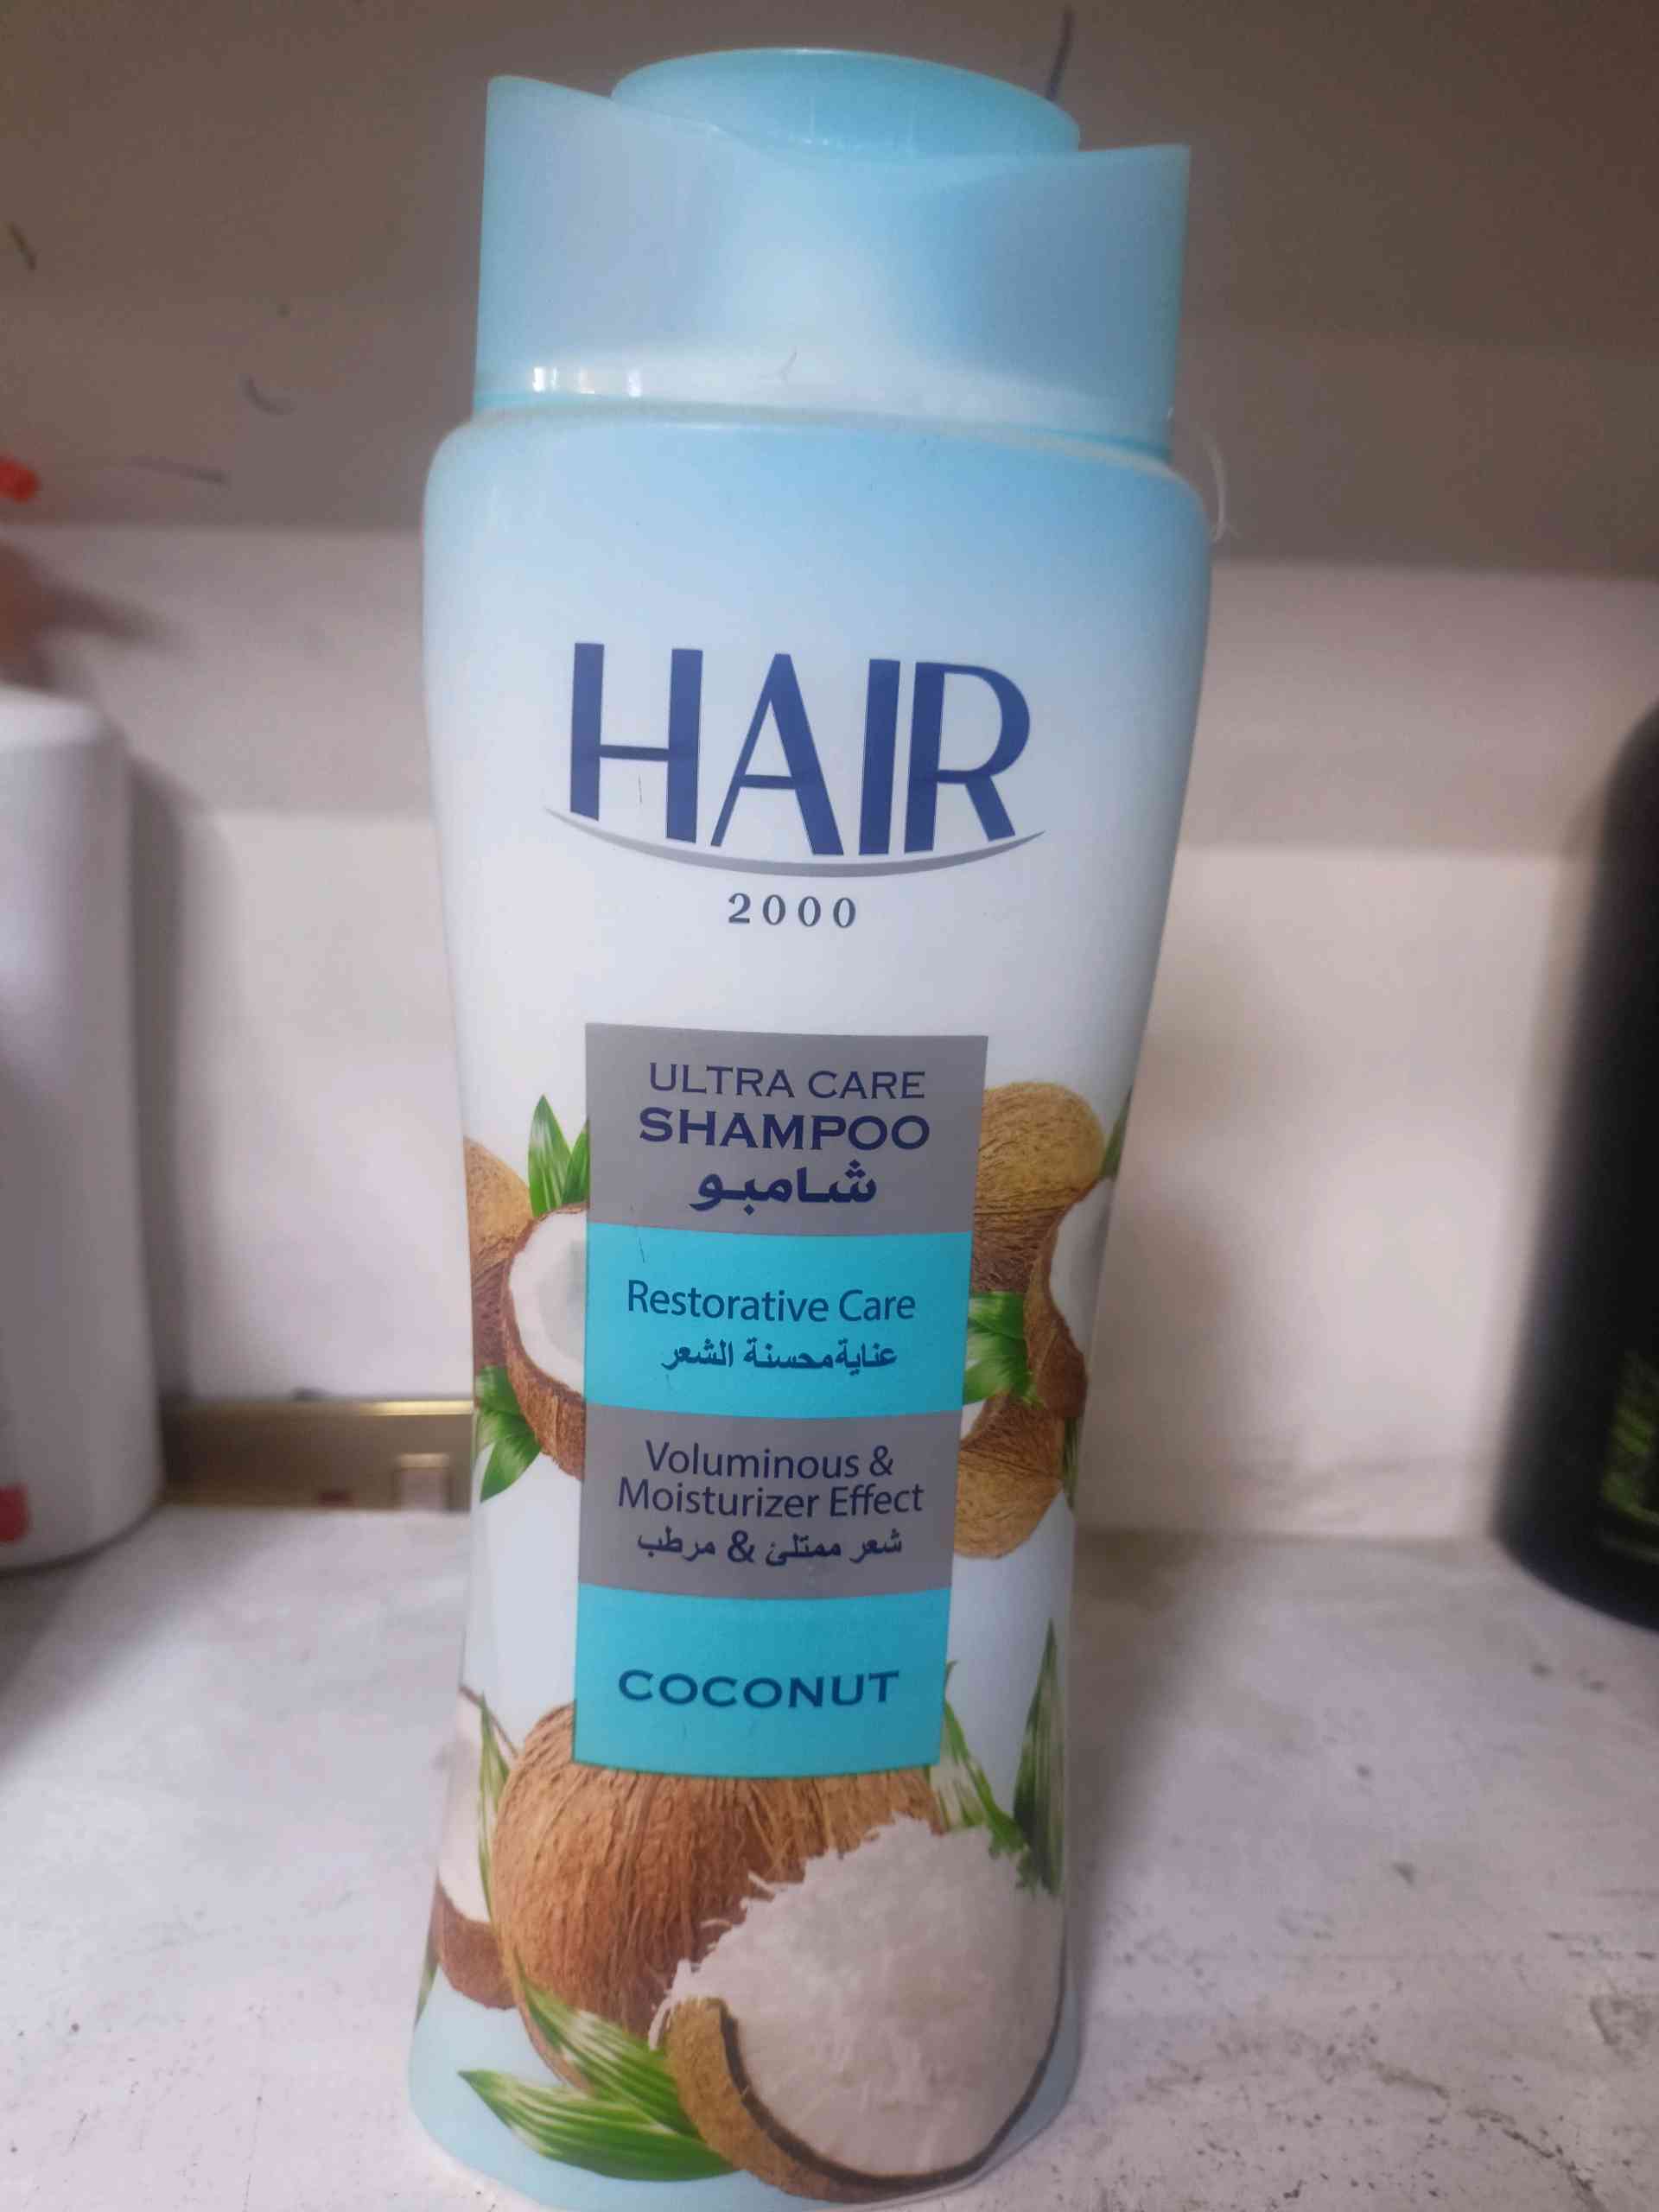 HAIR
2000
ULTRA CARE
SHAMPOO
شامبو
Restorative Care
عناية محسنة الشعر
Voluminous &
Moisturizer Effect
شعر ممتلئ & مرطب
COCONUT